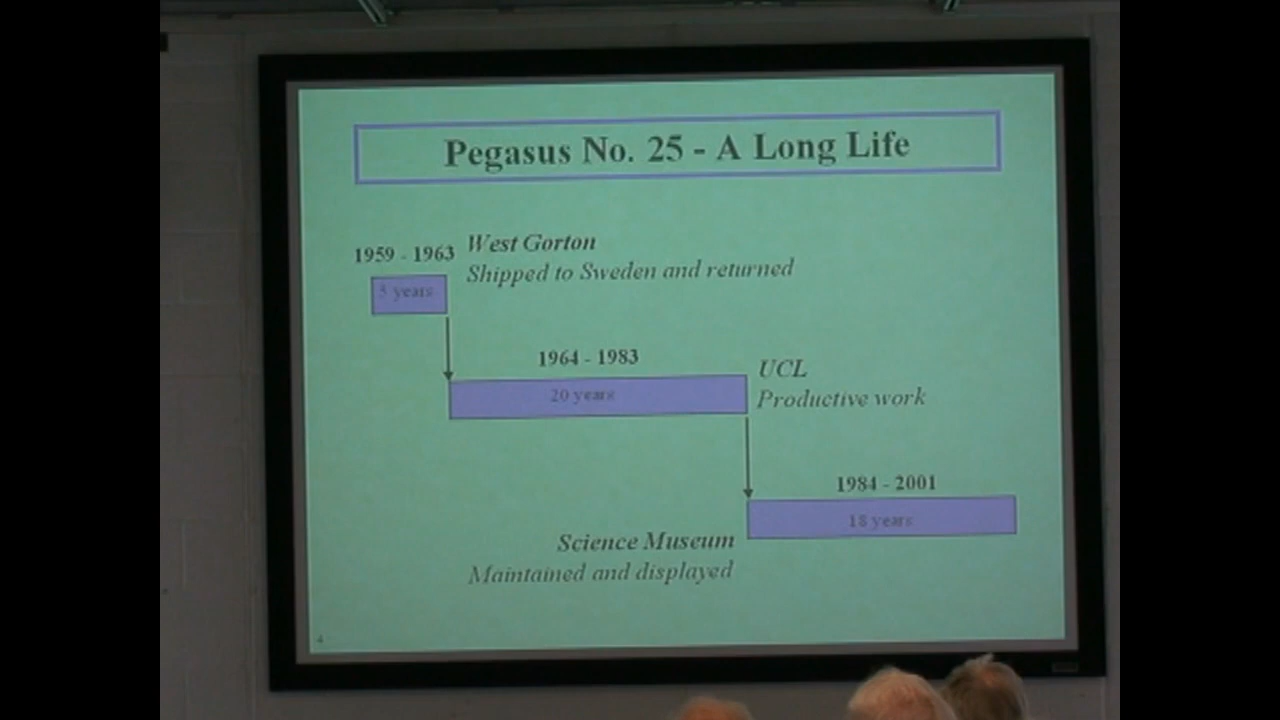 Pegasus No. 25 - A Long Life
1959 - 1963
West Gorton
Shipped to Sweden and returned
5 years
1964 - 1983
20 years
UCL
Productive work
1984 - 2001
18 years
Science Museum
Maintained and displayed
4